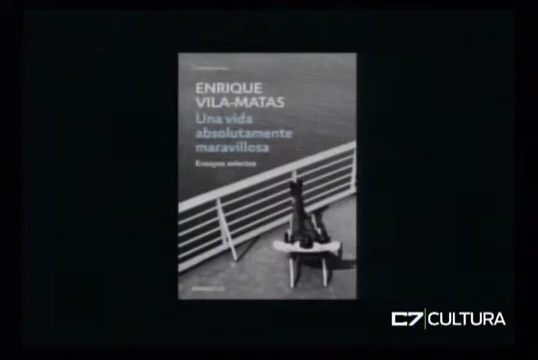 ENRIQUE
VILA-MATAS
Una vida
absolutamente
maravillosa
Ensayos selectos
C7 CULTURA